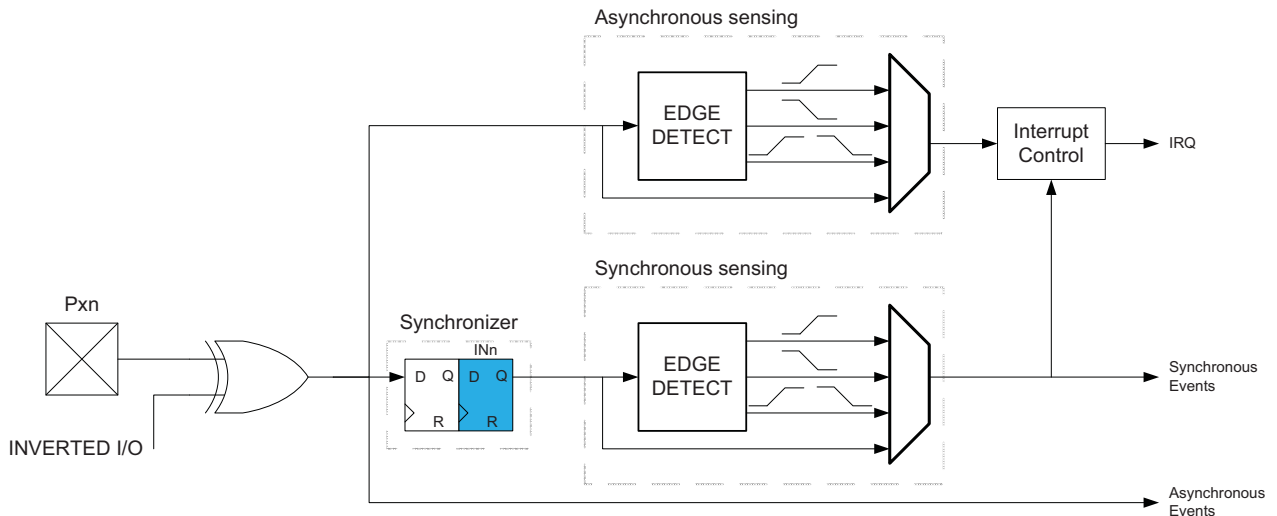 Asynchronous sensing
EDGE
DETECT
Interrupt
Control
IRQ
Synchronous sensing
Pxn
Synchronizer
INn
D Q D Q
R R
EDGE
DETECT
Synchronous
Events
INVERTED I/O
Asynchronous
Events